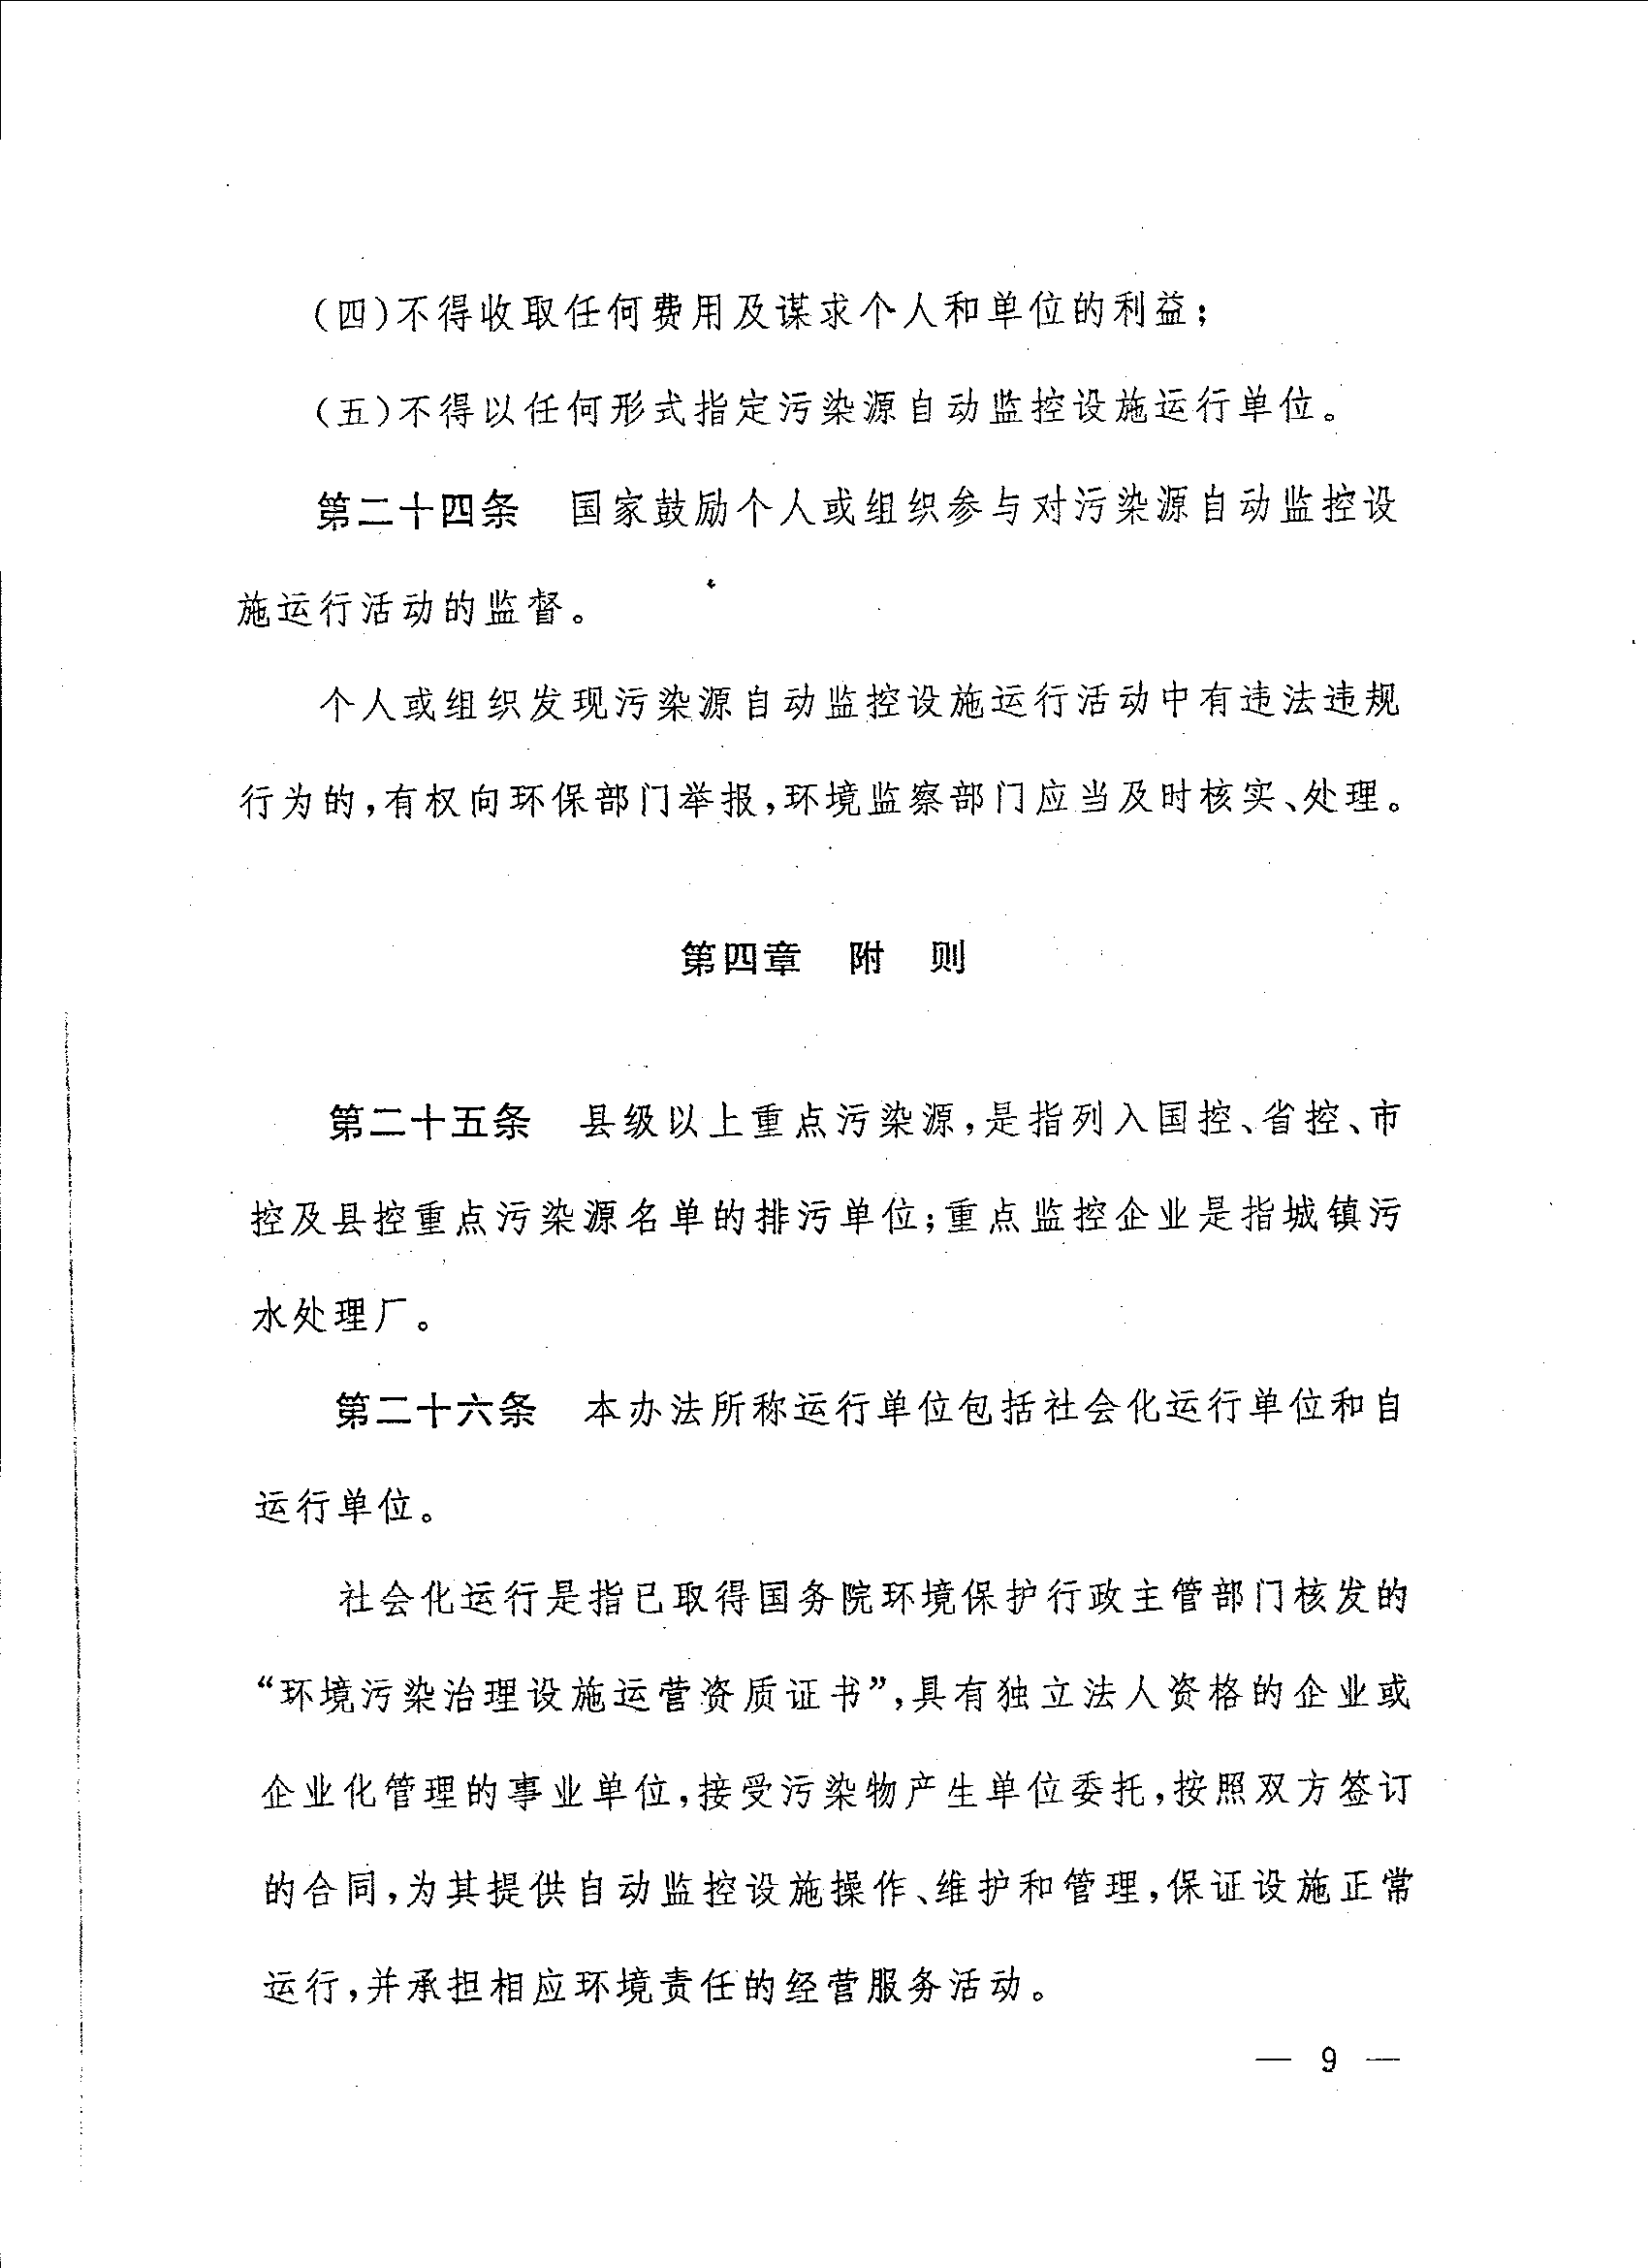 (四)不得收取任何费用及谋求个人和单位的利益;
(五)不得以任何形式指定污染源自动监控设施运行单位。
第二十四条　国家鼓励个人或组织参与对污染源自动监控设
施运行活动的监督。
个人或组织发现污染源自动监控设施运行活动中有违法违规
行为的,有权向环保部门举报,环境监察部门应当及时核实、处理。
第四章　附　则
第二十五条　县级以上重点污染源,是指列入国控、省控、市
控及县控重点污染源名单的排污单位;重点监控企业是指城镇污
水处理厂。
第二十六条　本办法所称运行单位包括社会化运行单位和自
运行单位。
社会化运行是指已取得国务院环境保护行政主管部门核发的
“环境污染治理设施运营资质证书”,具有独立法人资格的企业或
企业化管理的事业单位,接受污染物产生单位委托,按照双方签订
的合同,为其提供自动监控设施操作、维护和管理,保证设施正常
运行,并承担相应环境责任的经营服务活动。
— 9 —